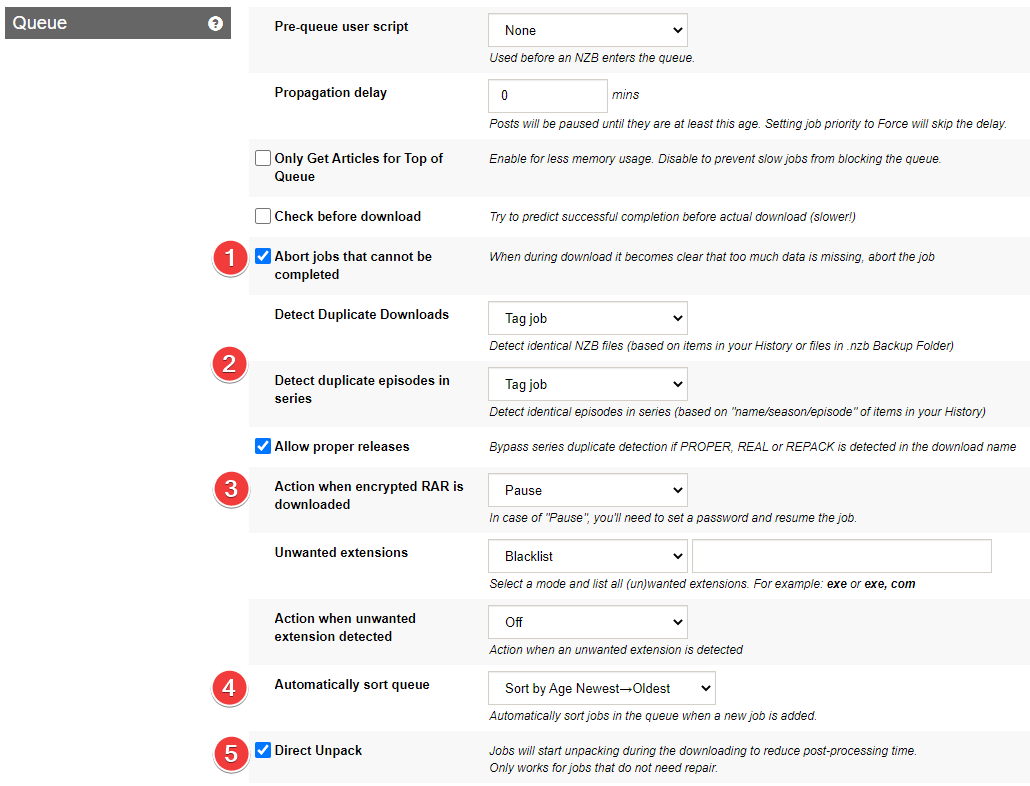 Queue ?
Pre-queue user script
None
Used before an NZB enters the queue.
Propagation delay
0 mins
Posts will be paused until they are at least this age. Setting job priority to Force will skip the delay.
Only Get Articles for Top of
Queue
Enable for less memory usage. Disable to prevent slow jobs from blocking the queue.
Check before download
Try to predict successful completion before actual download (slower!)
1
Abort jobs that cannot be
completed
When during download it becomes clear that too much data is missing, abort the job
Detect Duplicate Downloads
Tag job
Detect identical NZB files (based on items in your History or files in .nzb Backup Folder)
2
Detect duplicate episodes in
series
Tag job
Detect identical episodes in series (based on "name/season/episode" of items in your History)
Allow proper releases
Bypass series duplicate detection if PROPER, REAL or REPACK is detected in the download name
3
Action when encrypted RAR is
downloaded
Pause
In case of "Pause", you'll need to set a password and resume the job.
Unwanted extensions
Blacklist
Select a mode and list all (un)wanted extensions. For example: exe or exe, com
Action when unwanted
extension detected
Off
Action when an unwanted extension is detected
4
Automatically sort queue
Sort by Age Newest→Oldest
Automatically sort jobs in the queue when a new job is added.
5
Direct Unpack
Jobs will start unpacking during the downloading to reduce post-processing time.
Only works for jobs that do not need repair.